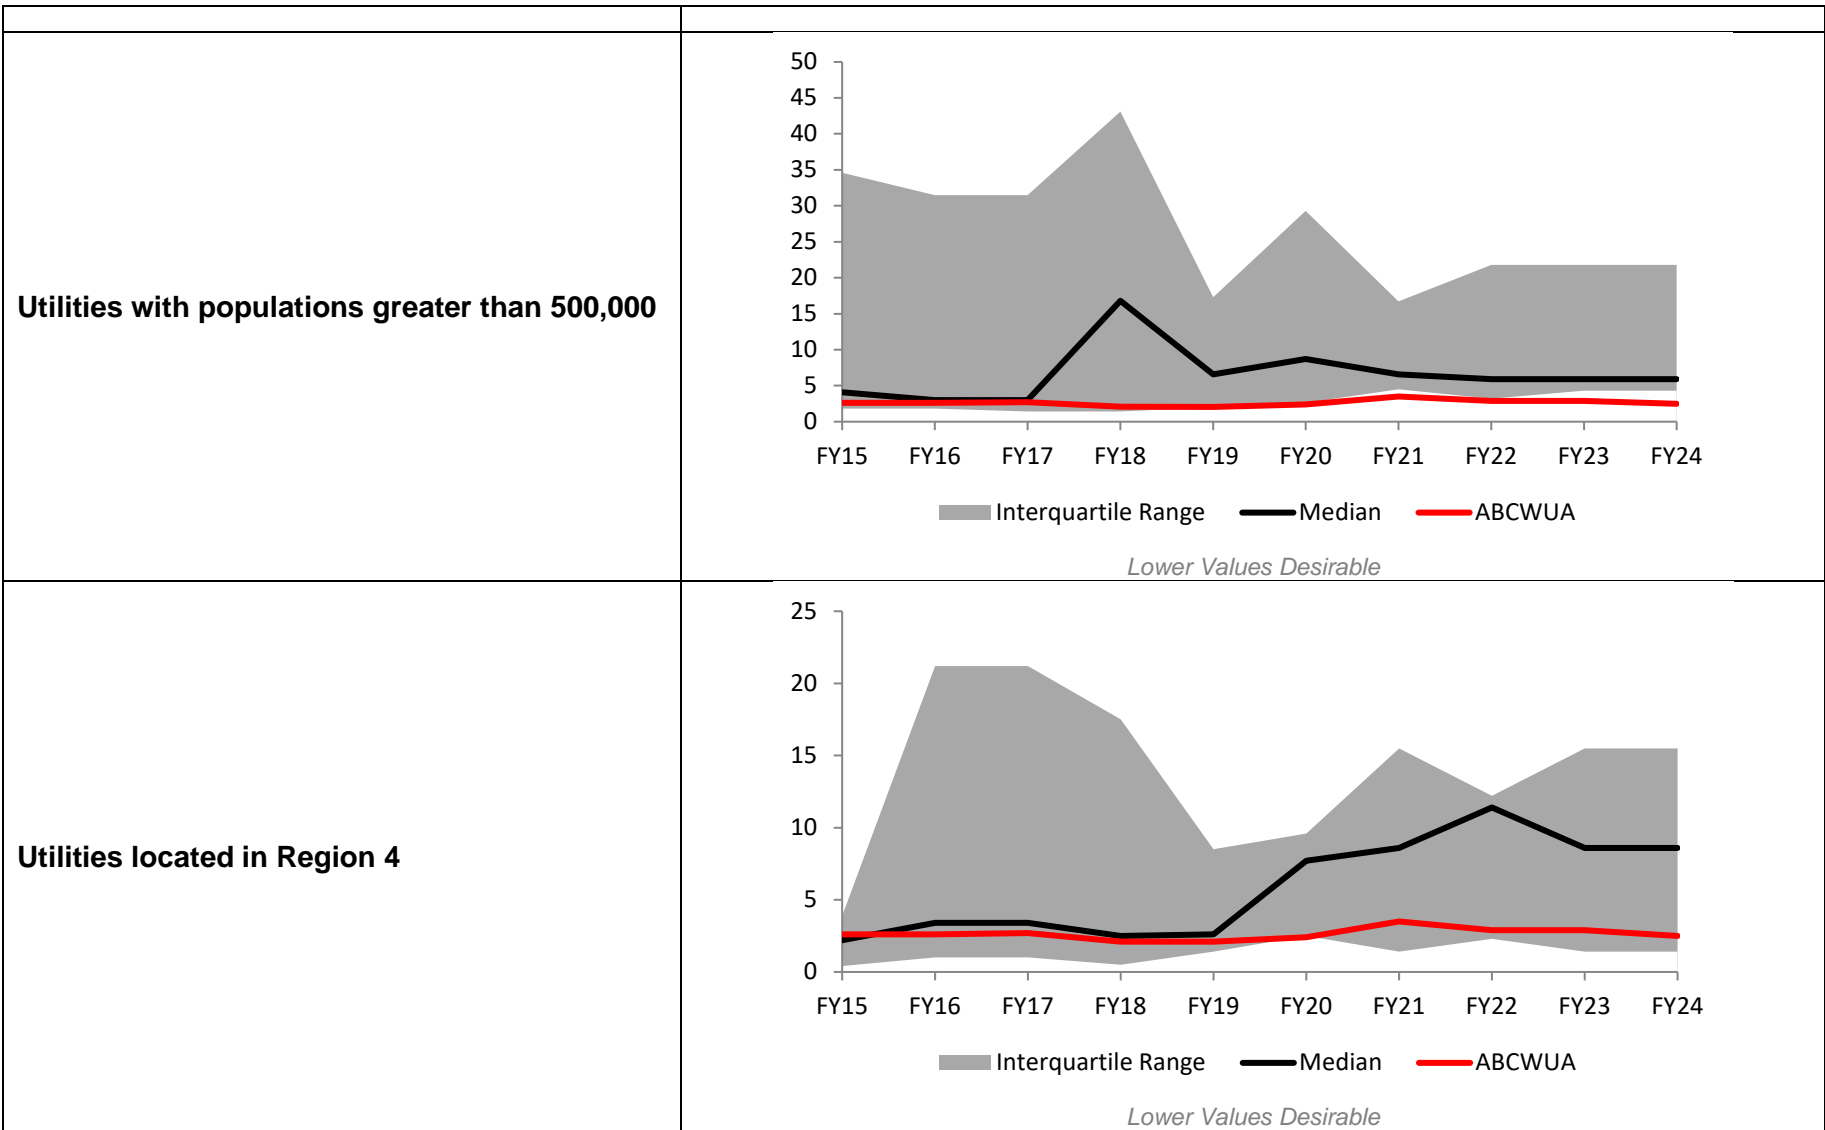 Utilities with populations greater than 500,000
50
45
40
35
30
25
20
15
10
5
0
FY15 FY16 FY17 FY18 FY19 FY20 FY21 FY22 FY23 FY24
Interquartile Range Median ABCWUA
Lower Values Desirable
Utilities located in Region 4
25
20
15
10
5
0
FY15 FY16 FY17 FY18 FY19 FY20 FY21 FY22 FY23 FY24
Interquartile Range Median ABCWUA
Lower Values Desirable